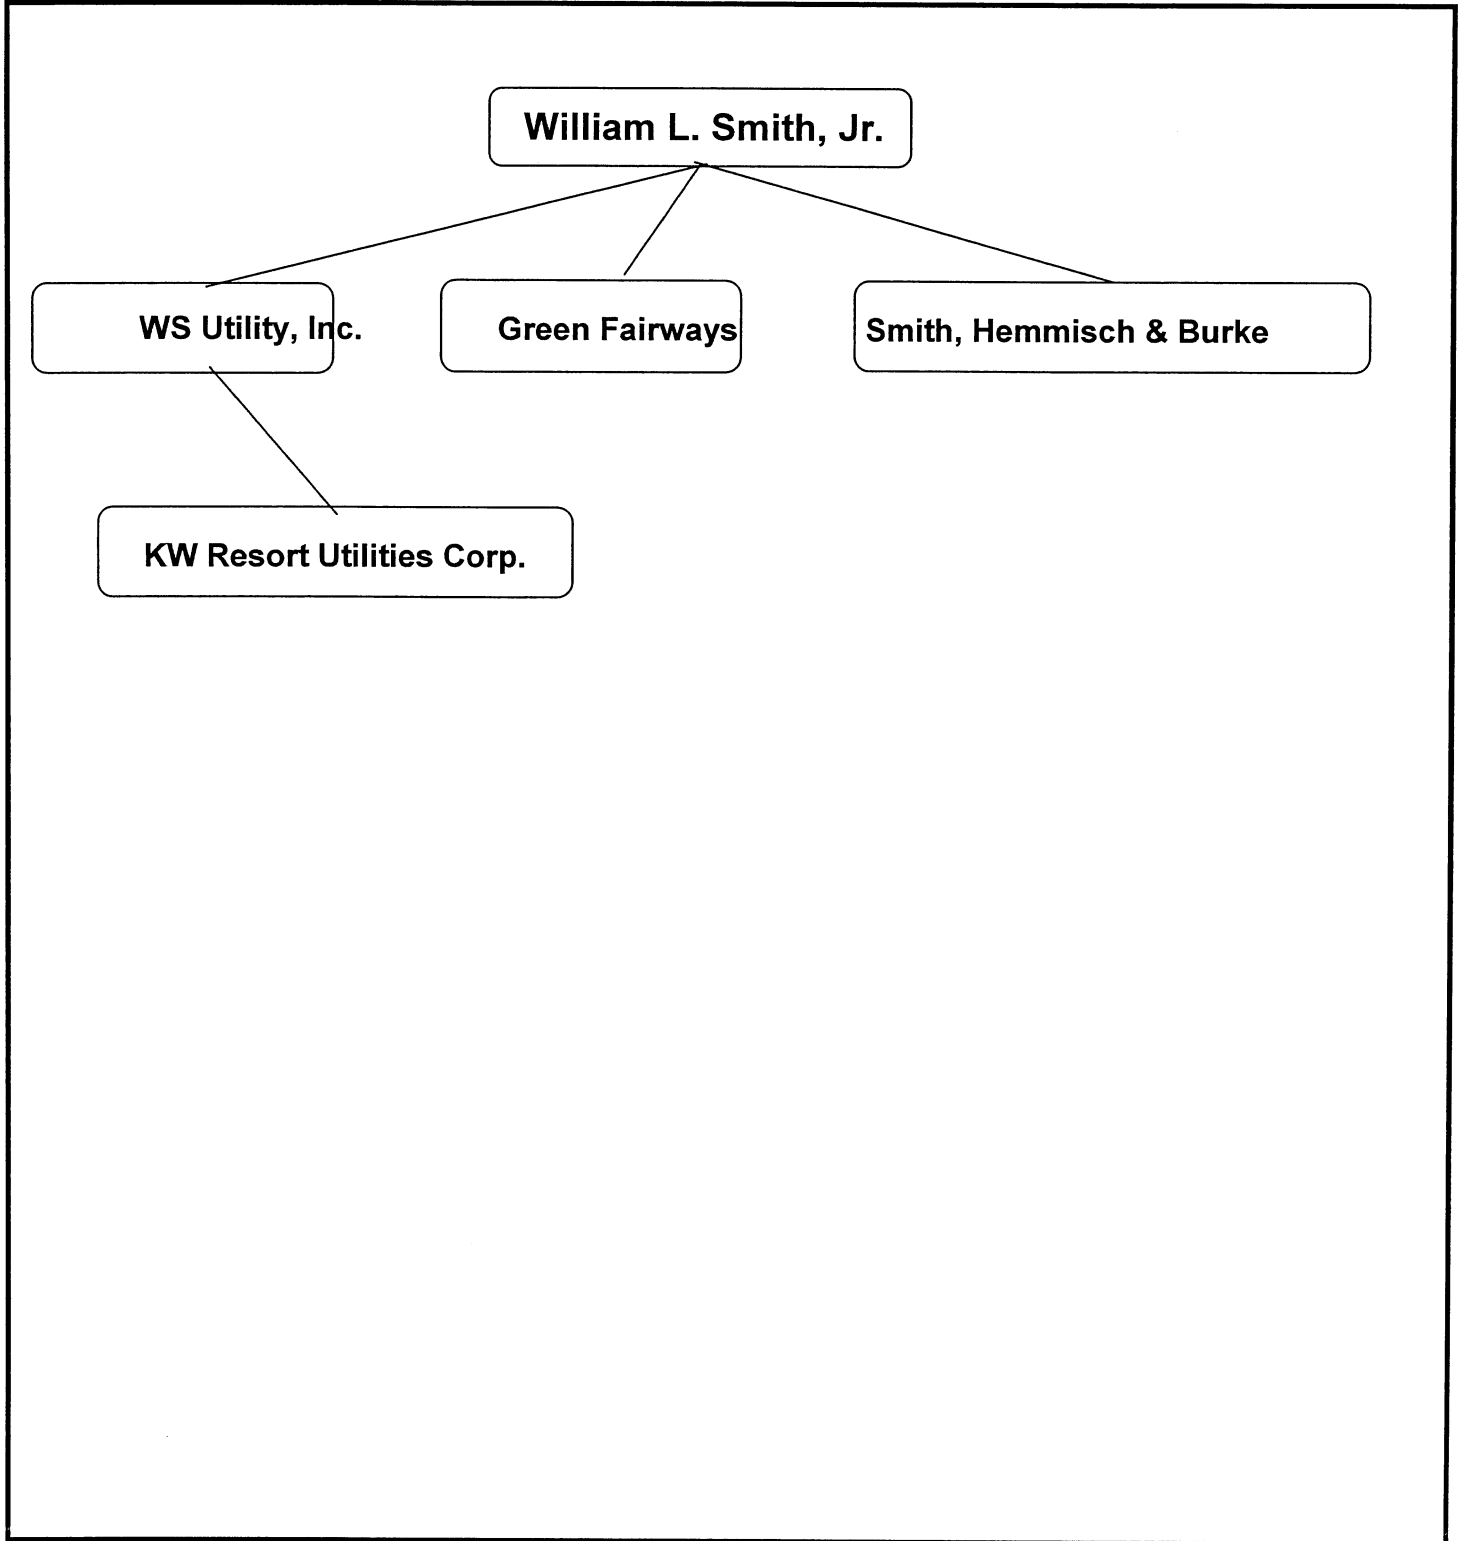 William L. Smith, Jr.
WS Utility, Inc.
Green Fairways
Smith, Hemmisch & Burke
KW Resort Utilities Corp.